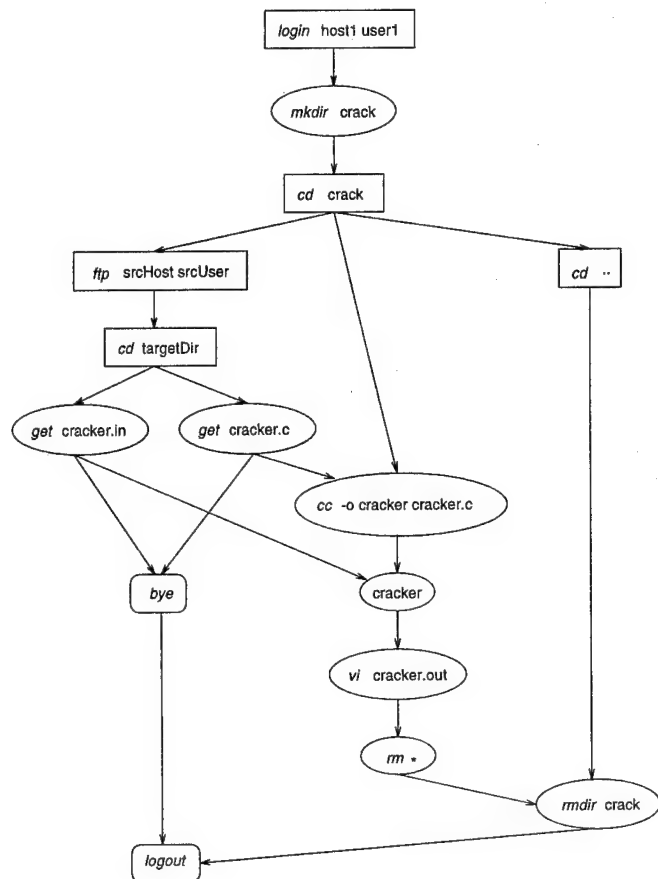 login host1 user1
mkdir crack
cd crack
ftp srcHost srcUser
cd ..
cd targetDir
get cracker.in
get cracker.c
cc -o cracker cracker.c
bye
cracker
vi cracker.out
rm *
rmdir crack
logout